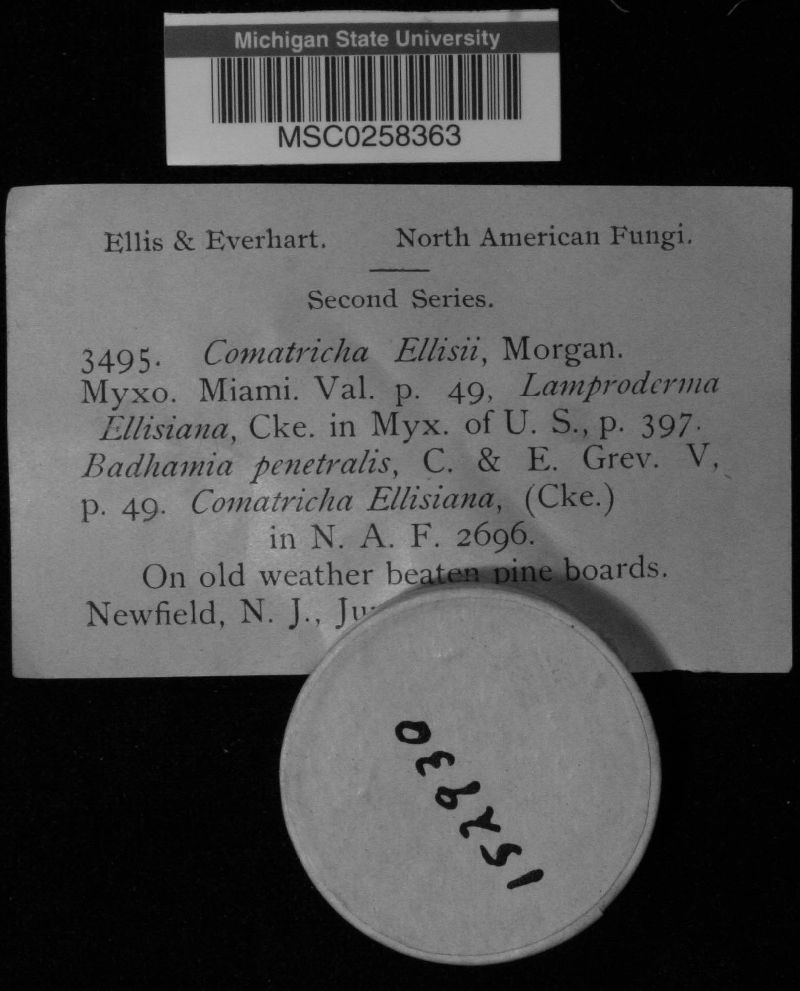 Michigan State University
MSC0258363
Ellis & Everhart. North American Fungi.
Second Series.
3495. Comatricha Ellisii, Morgan.
Myxo. Miami. Val. p. 49, Lamproderma
Ellisiana, Cke. in Myx. of U. S., p. 397.
Badhamia penetralis, C. & E. Grev. V,
p. 49. Comatricha Ellisiana, (Cke.)
in N. A. F. 2696.
On old weather beaten pine boards.
Newfield, N. J.,
152930